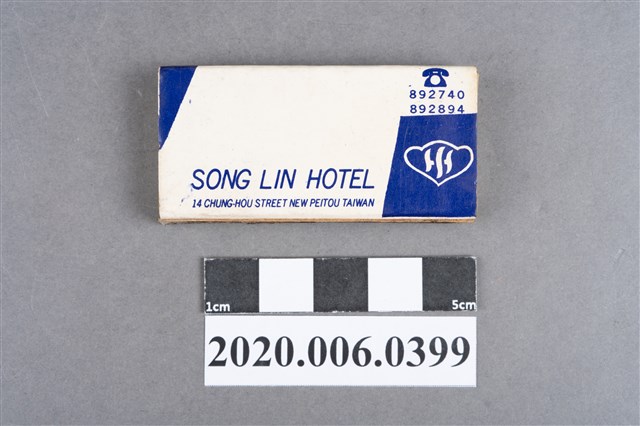 892740
892894
SONG LIN HOTEL
14 CHUNG-HOU STREET NEW PEITOU TAIWAN
1cm 5cm
2020.006.0399